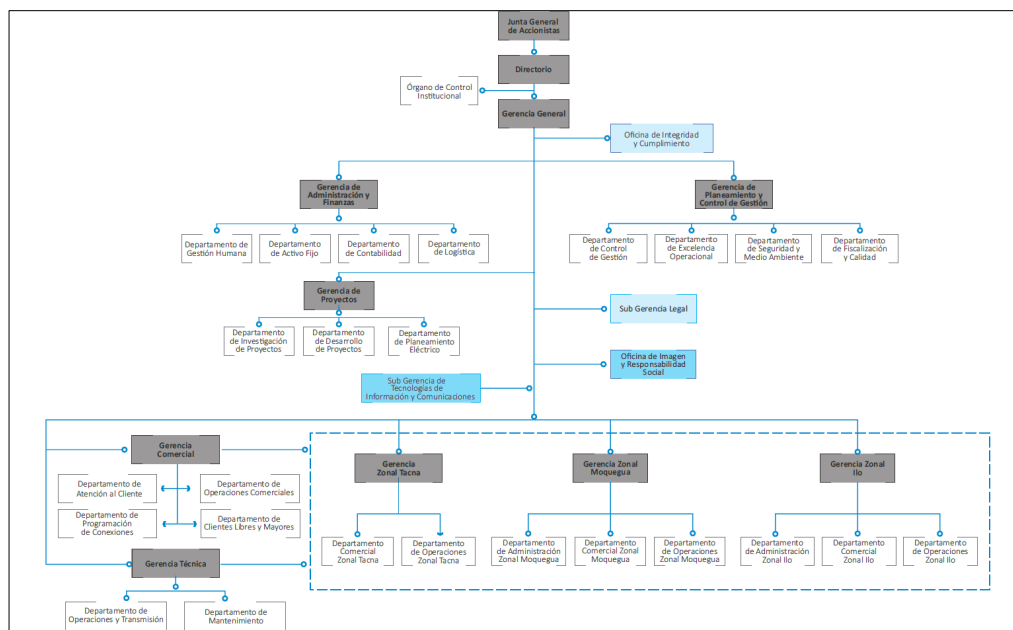 Junta General
de Accionistas
Directorio
Órgano de Control
Institucional
Gerencia General
Oficina de Integridad
y Cumplimiento
Gerencia de
Administración y
Finanzas
Gerencia de
Planeamiento y
Control de Gestión
Departamento de
Gestión Humana
Departamento
de Activo Fijo
Departamento
de Contabilidad
Departamento
de Logística
Departamento
de Control
de Gestión
Departamento
de Excelencia
Operacional
Departamento
de Seguridad y
Medio Ambiente
Departamento
de Fiscalización
y Calidad
Gerencia de
Proyectos
Sub Gerencia Legal
Departamento
de Investigación
de Proyectos
Departamento
de Desarrollo
de Proyectos
Departamento
de Planeamiento
Eléctrico
Oficina de Imagen
y Responsabilidad
Social
Sub Gerencia de
Tecnologías de
Información y Comunicaciones
Gerencia
Comercial
Departamento de
Atención al Cliente
Departamento de
Operaciones Comerciales
Departamento de
Programación
de Conexiones
Departamento de
Clientes Libres y Mayores
Gerencia Técnica
Departamento de
Operaciones y Transmisión
Departamento de
Mantenimiento
Gerencia
Zonal Tacna
Gerencia Zonal
Moquegua
Gerencia Zonal
Ilo
Departamento
Comercial
Zonal Tacna
Departamento
de Operaciones
Zonal Tacna
Departamento
de Administración
Zonal Moquegua
Departamento
Comercial Zonal
Moquegua
Departamento
de Operaciones
Zonal Moquegua
Departamento
de Administración
Zonal Ilo
Departamento
Comercial
Zonal Ilo
Departamento
de Operaciones
Zonal Ilo